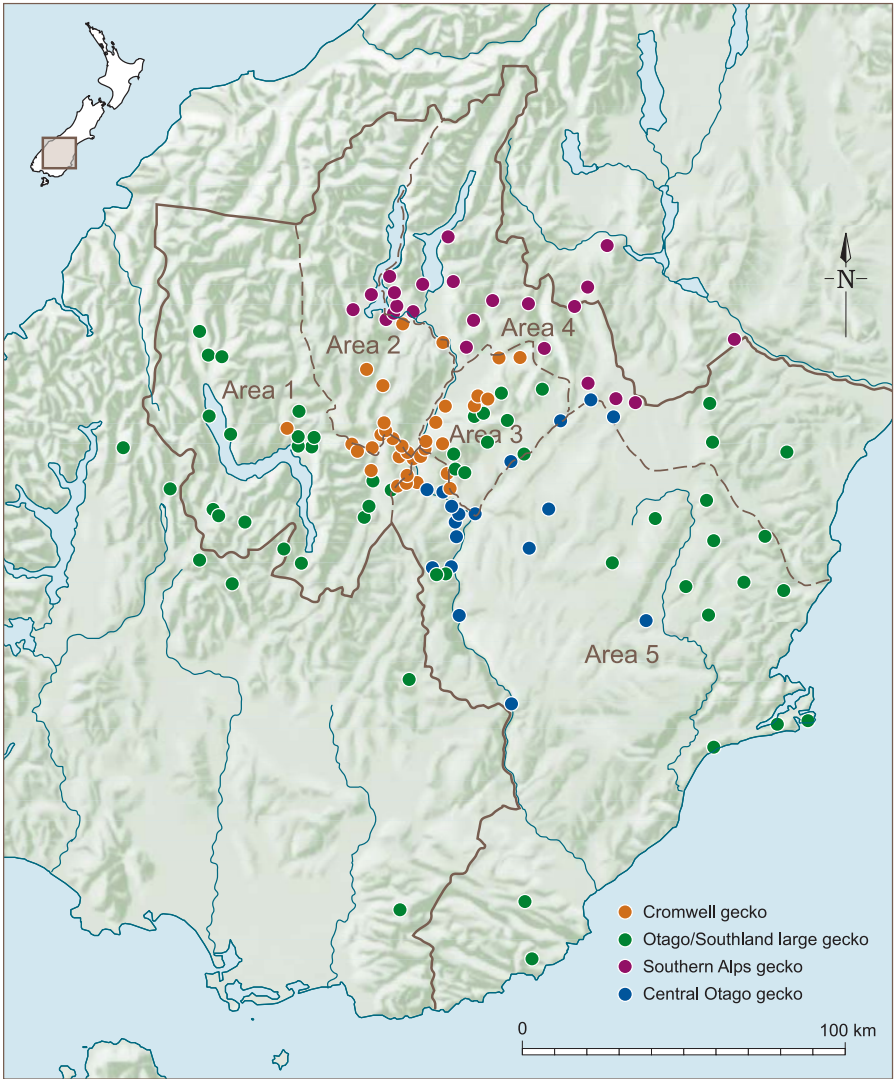 -N-
Area 4
Area 2
Area 1
Area 3
Area 5
Cromwell gecko
Otago/Southland large gecko
Southern Alps gecko
Central Otago gecko
0
100 km